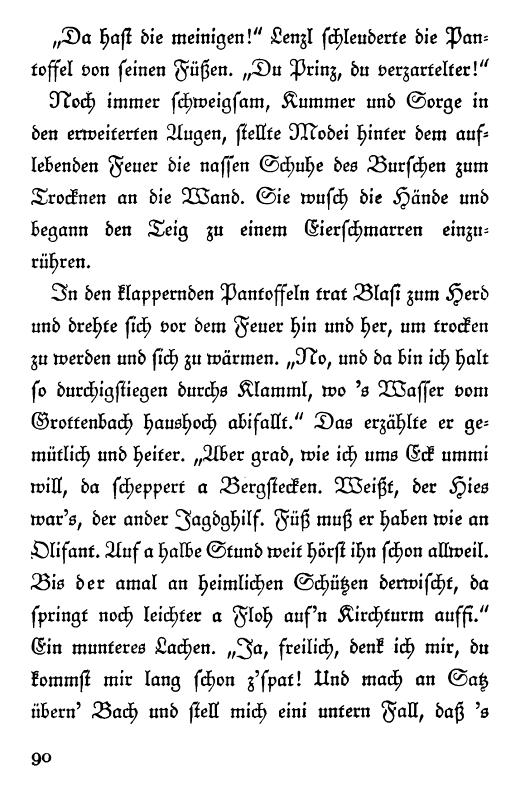 „Da hast die meinigen!“ Lenzl schleuderte die Pan-
toffel von seinen Füßen. „Du Prinz, du verzartelter!“
Noch immer schweigsam, Kummer und Sorge in
den erweiterten Augen, stellte Modei hinter dem auf-
lebenden Feuer die nassen Schuhe des Burschen zum
Trocknen an die Wand. Sie wusch die Hände und
begann den Teig zu einem Eierschmarren einzu-
rühren.
In den klappernden Pantoffeln trat Blasi zum Herd
und drehte sich vor dem Feuer hin und her, um trocken
zu werden und sich zu wärmen. „No, und da bin ich halt
so durchigstiegen durchs Klamml, wo 's Wasser vom
Grottenbach haushoch abifallt.“ Das erzählte er ge-
mütlich und heiter. „Aber grad, wie ich ums Eck ummi
will, da scheppert a Bergstecken. Weißt, der Hies
war's, der ander Jagdghilf. Füß muß er haben wie an
Olifant. Auf a halbe Stund weit hörst ihn schon allweil.
Bis der amal an heimlichen Schützen derwischt, da
springt noch leichter a Floh auf'n Kirchturm auffi.“
Ein munteres Lachen. „Ja, freilich, denk ich mir, du
kommst mir lang schon z'spat! Und mach an Satz
übern' Bach und stell mich eini untern Fall, daß 's
90